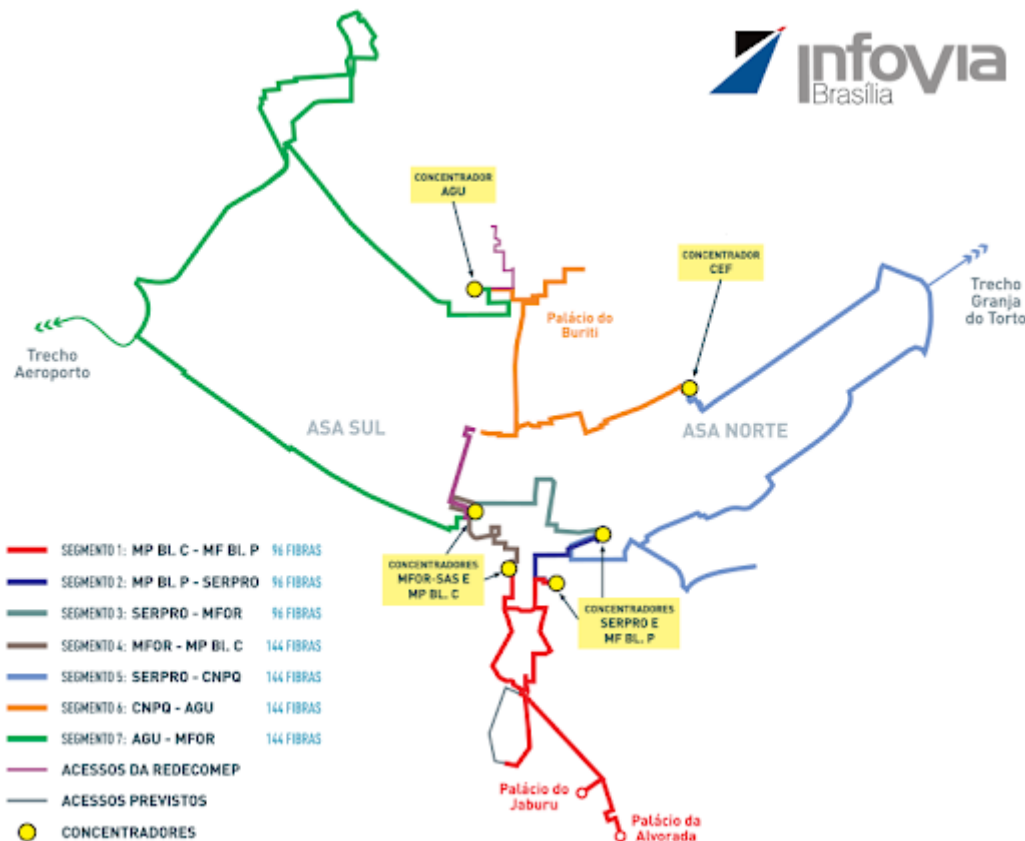 Infovia
Brasília
CONCENTRADOR
AGU
CONCENTRADOR
CEF
Palácio do
Buriti
Trecho
Granja
do Torto
Trecho
Aeroporto
ASA SUL
ASA NORTE
CONCENTRADORES
MFOR-SAS E
MP BL. C
CONCENTRADORES
SERPRO E
MF BL. P
SEGMENTO 1: MP BL. C - MF BL. P 96 FIBRAS
SEGMENTO 2: MP BL. P - SERPRO 96 FIBRAS
SEGMENTO 3: SERPRO - MFOR 96 FIBRAS
SEGMENTO 4: MFOR - MP BL. C 144 FIBRAS
SEGMENTO 5: SERPRO - CNPQ 144 FIBRAS
SEGMENTO 6: CNPQ - AGU 144 FIBRAS
SEGMENTO 7: AGU - MFOR 144 FIBRAS
ACESSOS DA REDECOMEP
ACESSOS PREVISTOS
CONCENTRADORES
Palácio do
Jaburu
Palácio da
Alvorada